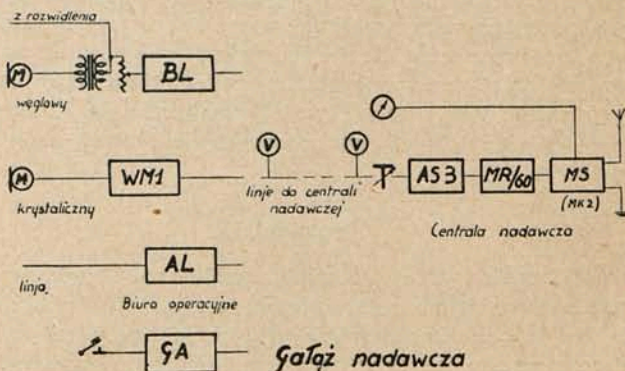 z rozwidlenia
M
BL
węglowy
V
V
M
WM1
AS3
MR/60
MS
(MK2)
krystaliczny
linje do centrali
nadawczej
Centrala nadawcza
AL
linja
Biuro operacyjne
GA
Gałąź nadawcza